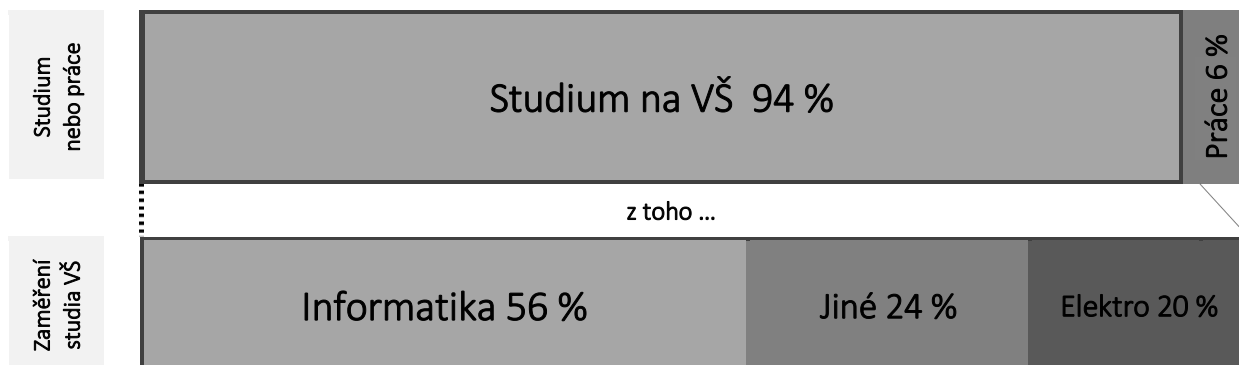 Studium
nebo práce
Studium na VŠ 94 %
Práce 6 %
z toho ...
Zaměření
studia VŠ
Informatika 56 %
Jiné 24 %
Elektro 20 %